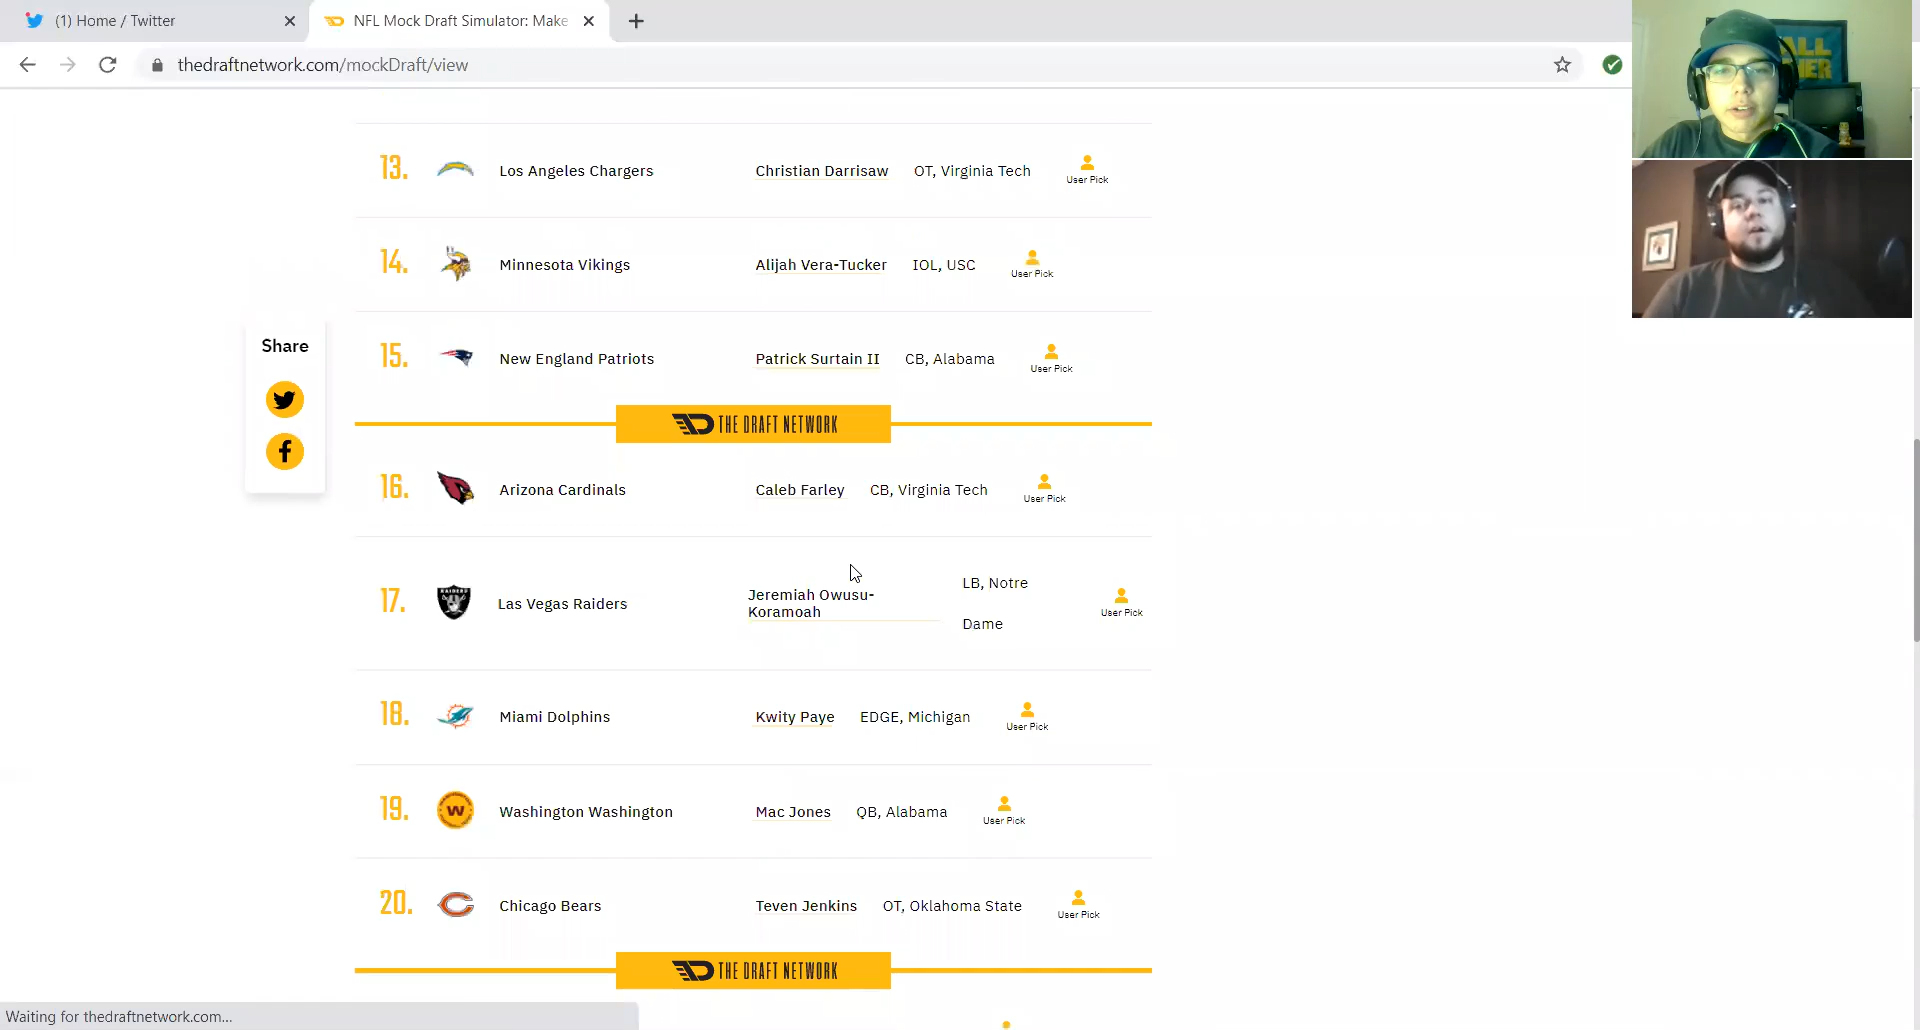 (1) Home / Twitter
NFL Mock Draft Simulator: Make
thedraftnetwork.com/mockDraft/view
13. Los Angeles Chargers Christian Darrisaw OT, Virginia Tech
User Pick
14. Minnesota Vikings Alijah Vera-Tucker IOL, USC
User Pick
Share
15. New England Patriots Patrick Surtain II CB, Alabama
User Pick
THE DRAFT NETWORK
16. Arizona Cardinals Caleb Farley CB, Virginia Tech
User Pick
17. RAIDERS Las Vegas Raiders Jeremiah Owusu-
Koramoah
LB, Notre
Dame
User Pick
18. Miami Dolphins Kwity Paye EDGE, Michigan
User Pick
19. W Washington Washington Mac Jones QB, Alabama
User Pick
20. Chicago Bears Teven Jenkins OT, Oklahoma State
User Pick
THE DRAFT NETWORK
Waiting for thedraftnetwork.com...